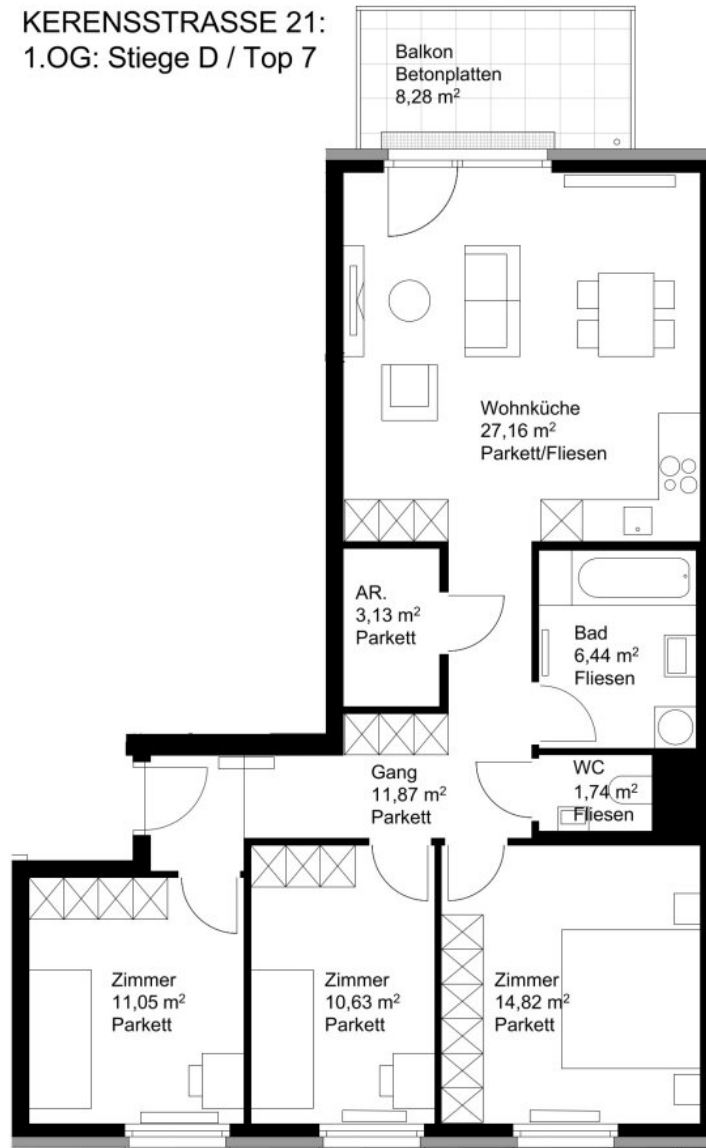 KERENSSTRASSE 21:
1.OG: Stiege D / Top 7
Balkon
Betonplatten
8,28 m²
Wohnküche
27,16 m²
Parkett/Fliesen
AR.
3,13 m²
Parkett
Bad
6,44 m²
Fliesen
Gang
11,87 m²
Parkett
WC
1,74 m²
Fliesen
Zimmer
11,05 m²
Parkett
Zimmer
10,63 m²
Parkett
Zimmer
14,82 m²
Parkett